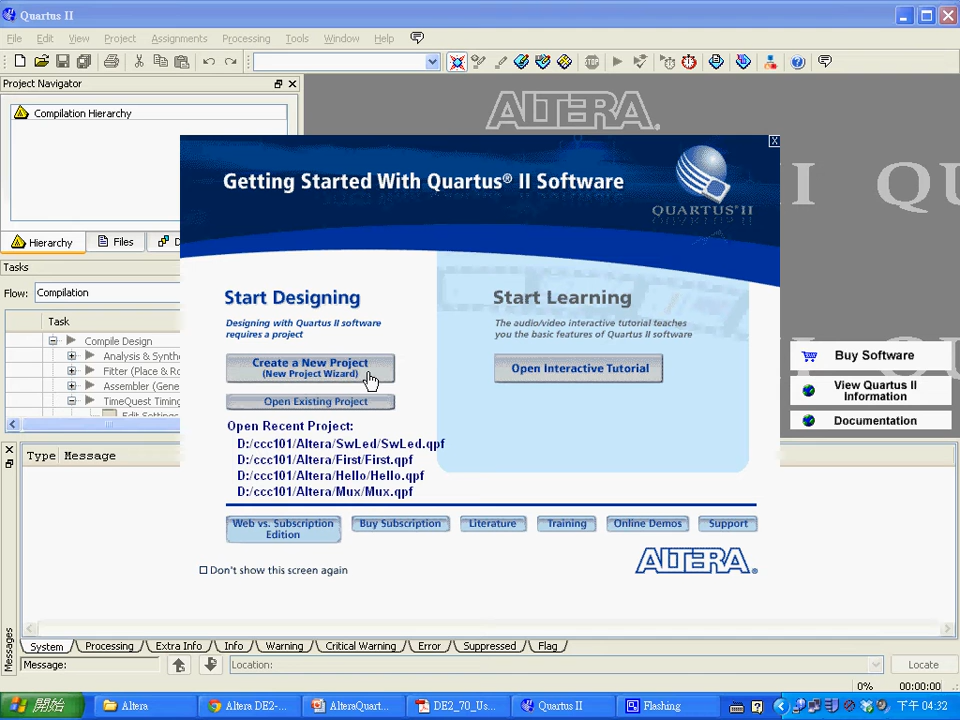 Quartus II
File Edit View Project Assignments Processing Tools Window Help
Project Navigator
Compilation Hierarchy
ALTERA
Hierarchy Files
Tasks
Flow: Compilation
Task
Compile Design
Analysis & Synthe
Fitter (Place & Ro
Assembler (Gene
TimeQuest Timing
Edit Settings
Getting Started With Quartus® II Software
QUARTUS® II
Start Designing
Designing with Quartus II software
requires a project
Create a New Project
(New Project Wizard)
Open Existing Project
Open Recent Project:
D:/ccc101/Altera/SwLed/SwLed.qpf
D:/ccc101/Altera/First/First.qpf
D:/ccc101/Altera/Hello/Hello.qpf
D:/ccc101/Altera/Mux/Mux.qpf
Start Learning
The audio/video interactive tutorial teaches
you the basic features of Quartus II software
Open Interactive Tutorial
Web vs. Subscription
Edition
Buy Subscription
Literature
Training
Online Demos
Support
Don't show this screen again
ALTERA
Buy Software
View Quartus II
Information
Documentation
Type Message
Messages
System Processing Extra Info Info Warning Critical Warning Error Suppressed Flag
Message: Location: Locate
0% 00:00:00
開始 Altera Altera DE2-... AlteraQuart... DE2_70_Us... Quartus II Flashing 下午 04:32